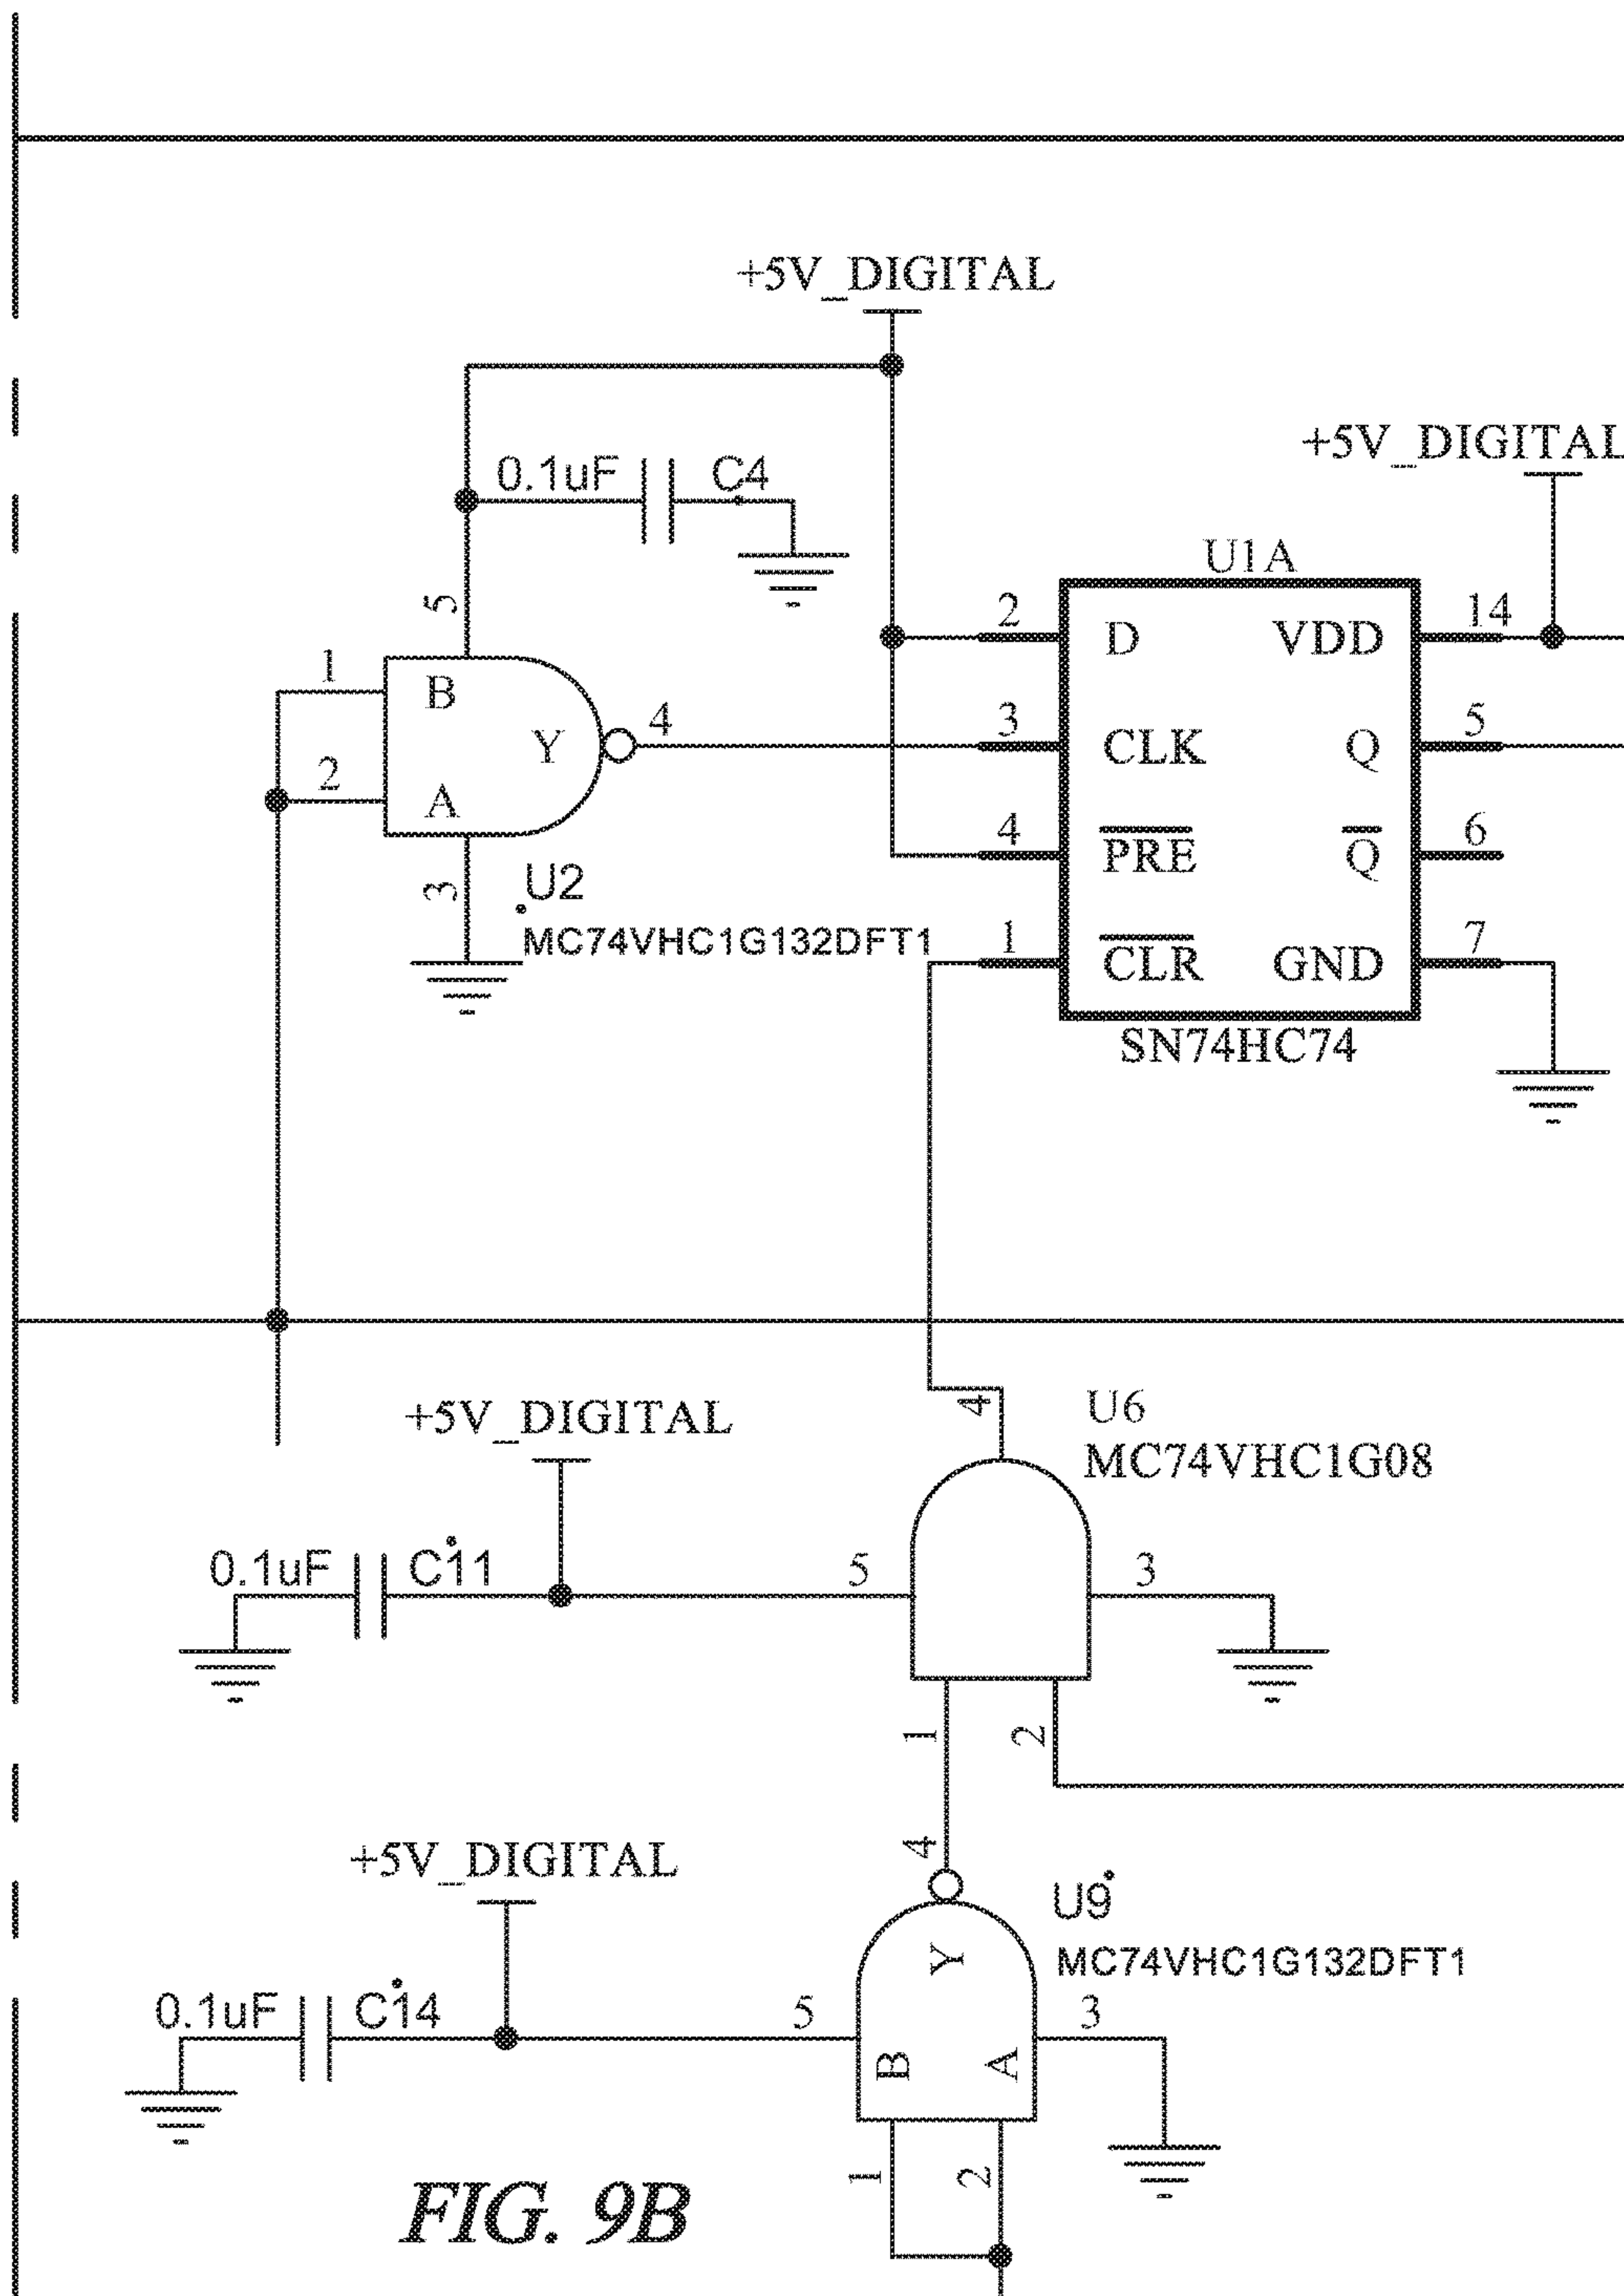 +5V_DIGITAL
+5V_DIGITAL
0.1uF C4
5
U1A
2 D VDD 14
1 B
Y 4
3 CLK Q 5
2 A
4 PRE Q 6
3
U2
MC74VHC1G132DFT1
1 CLR GND 7
SN74HC74
4
U6
MC74VHC1G08
+5V_DIGITAL
0.1uF C11
5 3
1 2
4
+5V_DIGITAL
U9
MC74VHC1G132DFT1
Y
0.1uF C14
5 3
B A
1 2
FIG. 9B